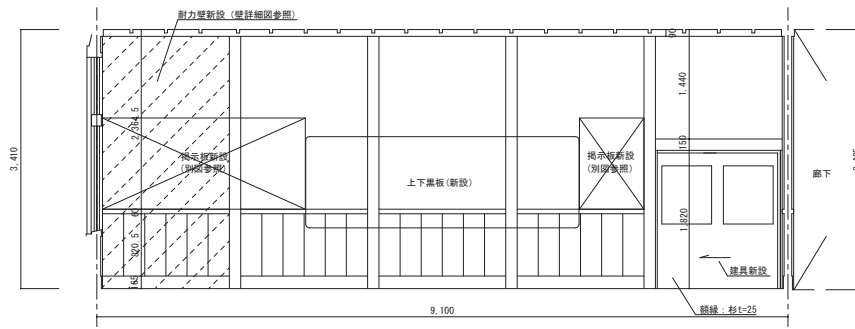 耐力壁新設（壁詳細図参照）
90
1,440
3,410
2,364.5
150
掲示板新設
(別図参照)
掲示板新設
(別図参照)
上下黒板(新設)
廊下
60
1,820
820.5
建具新設
165
9,100
額縁：杉t=25